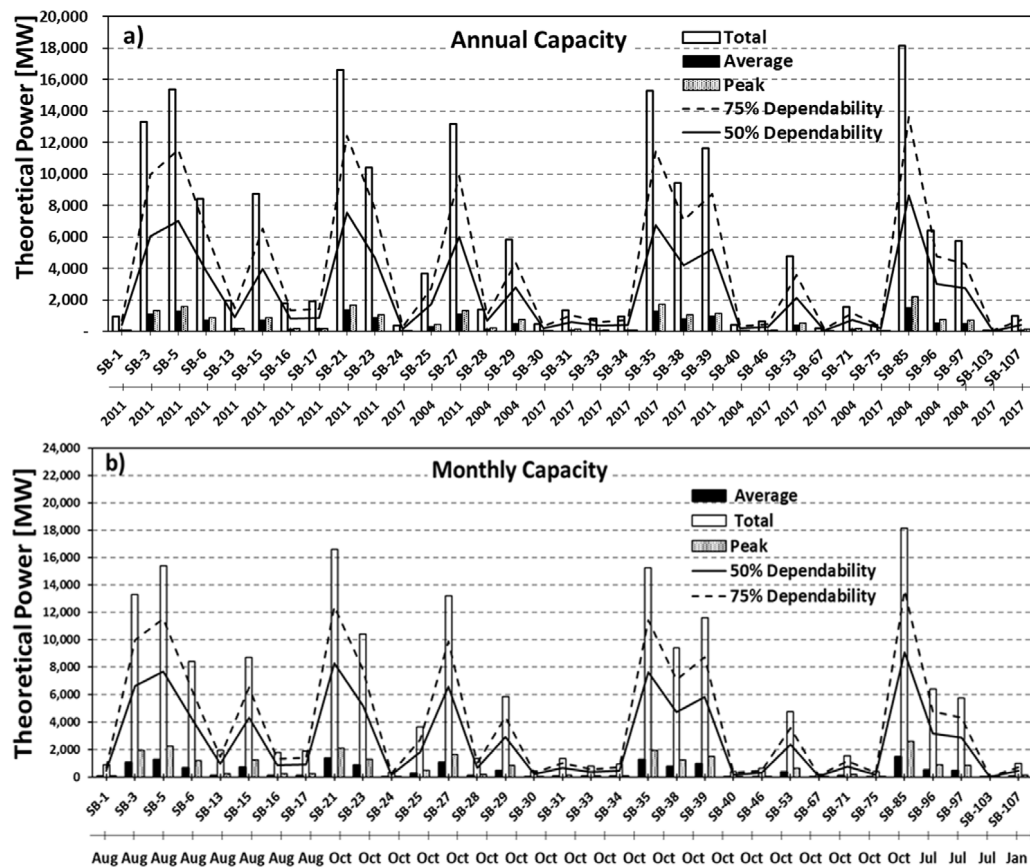 20,000
18,000
16,000
14,000
12,000
10,000
8,000
6,000
4,000
2,000
-
Theoretical Power [MW]
a)
Annual Capacity
Total
Average
Peak
75% Dependability
50% Dependability
SB-1 SB-3 SB-5 SB-6 SB-13 SB-15 SB-16 SB-17 SB-21 SB-23 SB-24 SB-25 SB-27 SB-28 SB-29 SB-30 SB-31 SB-33 SB-34 SB-35 SB-38 SB-39 SB-40 SB-46 SB-53 SB-67 SB-71 SB-75 SB-85 SB-96 SB-97 SB-103 SB-107
2011 2011 2011 2011 2011 2011 2011 2011 2011 2011 2017 2004 2011 2004 2004 2017 2017 2017 2017 2017 2017 2011 2017 2017 2017 2017 2004 2017 2004 2004 2004 2017 2017
24,000
22,000
20,000
18,000
16,000
14,000
12,000
10,000
8,000
6,000
4,000
2,000
0
Theoretical Power [MW]
b)
Monthly Capacity
Average
Total
Peak
50% Dependability
75% Dependability
SB-1 SB-3 SB-5 SB-6 SB-13 SB-15 SB-16 SB-17 SB-21 SB-23 SB-24 SB-25 SB-27 SB-28 SB-29 SB-30 SB-31 SB-33 SB-34 SB-35 SB-38 SB-39 SB-40 SB-46 SB-53 SB-67 SB-71 SB-75 SB-85 SB-96 SB-97 SB-103 SB-107
Aug Aug Aug Aug Aug Aug Aug Aug Oct Oct Oct Oct Oct Oct Oct Oct Oct Oct Oct Oct Oct Oct Oct Oct Oct Oct Oct Oct Oct Jul Jul Jul Jan